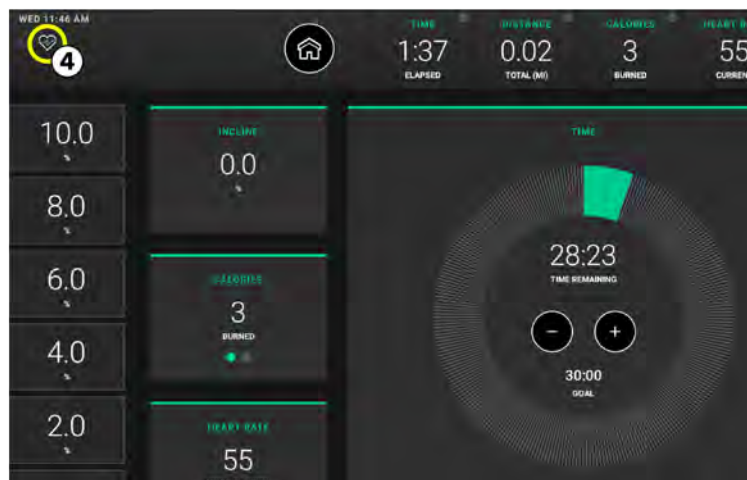 WED 11:46 AM
4
TIME
1:37
ELAPSED
DISTANCE
0.02
TOTAL (MI)
CALORIES
3
BURNED
HEART R
55
CURREN
10.0
%
8.0
%
6.0
%
4.0
%
2.0
%
INCLINE
0.0
%
CALORIES
3
BURNED
HEART RATE
55
TIME
28:23
TIME REMAINING
−
+
30:00
GOAL